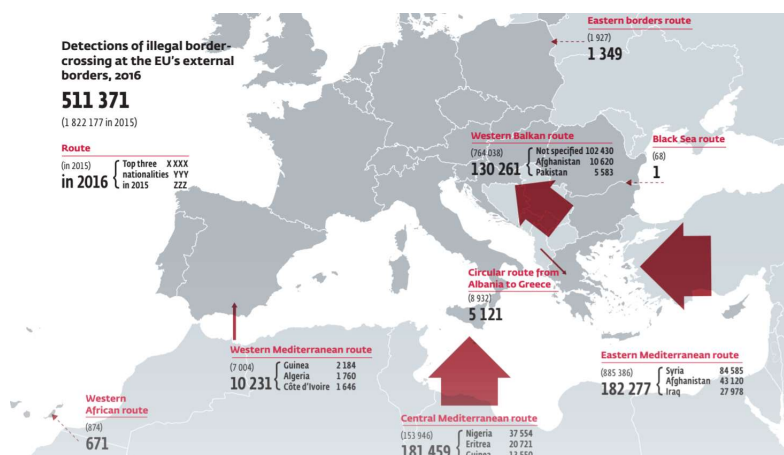 Detections of illegal border-
crossing at the EU's external
borders, 2016
511 371
(1 822 177 in 2015)
Route
(in 2015)
in 2016
Top three X XXX
nationalities YYY
in 2015 ZZZ
Eastern borders route
(1 927)
1 349
Western Balkan route
(764 038)
130 261
Not specified 102 430
Afghanistan 10 620
Pakistan 5 583
Black Sea route
(68)
1
Circular route from
Albania to Greece
(8 932)
5 121
Western Mediterranean route
(7 004)
10 231
Guinea 2 184
Algeria 1 760
Côte d'Ivoire 1 646
Eastern Mediterranean route
(885 386)
182 277
Syria 84 585
Afghanistan 43 120
Iraq 27 978
Western
African route
(874)
671
Central Mediterranean route
(153 946)
181 459
Nigeria 37 554
Eritrea 20 721
Guinea 13 550